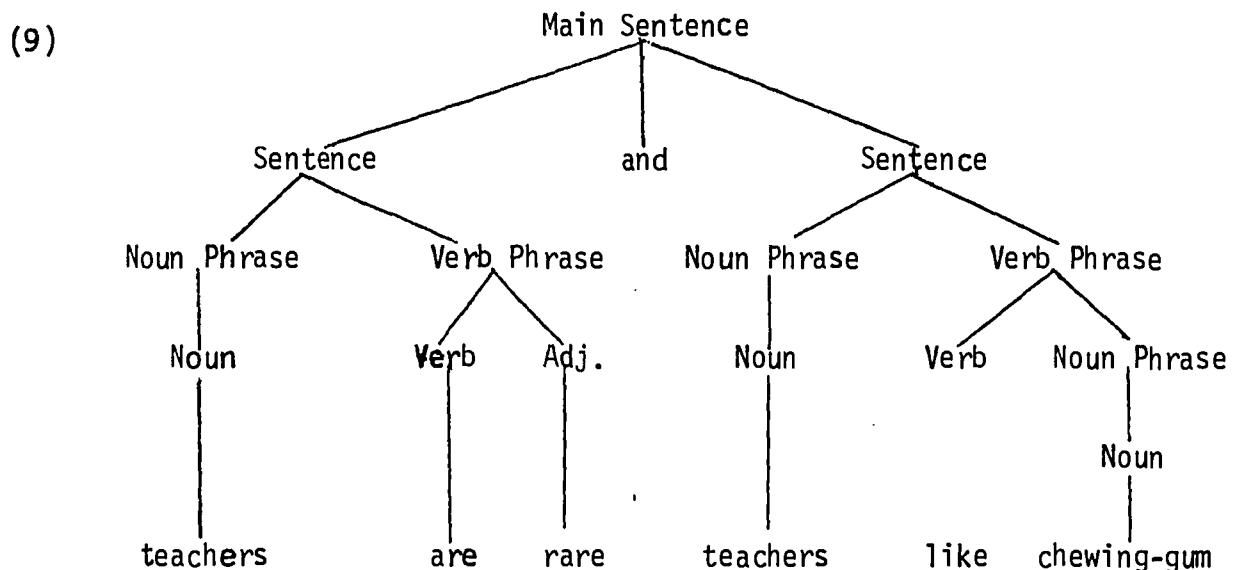 (9)
Main Sentence
Sentence and Sentence
Noun Phrase Verb Phrase Noun Phrase Verb Phrase
Noun Verb Adj. Noun Verb Noun Phrase
Noun
teachers are rare teachers like chewing-gum